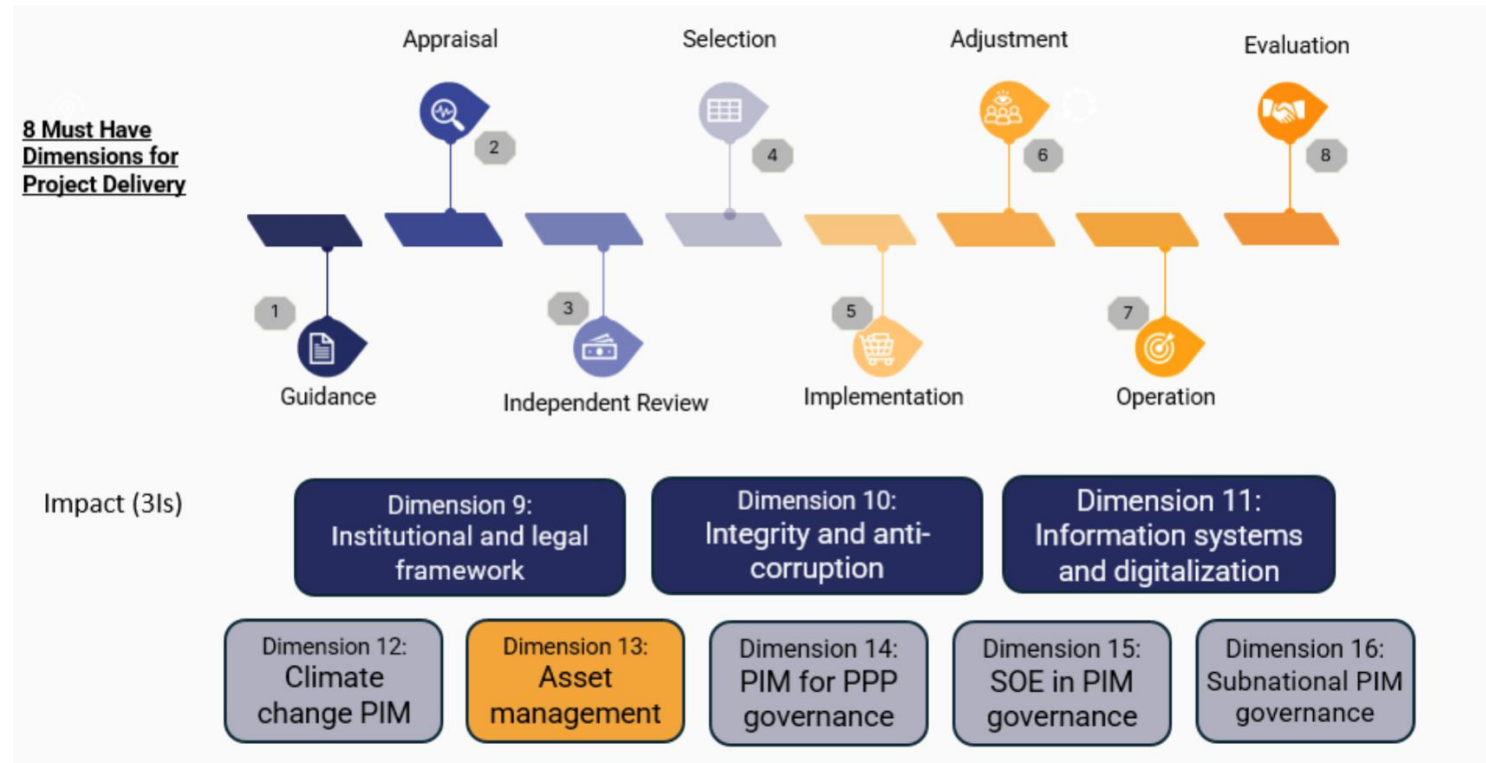 Appraisal
Selection
Adjustment
Evaluation
8 Must Have
Dimensions for
Project Delivery
2
4
6
8
1
3
5
7
Guidance
Independent Review
Implementation
Operation
Impact (3Is)
Dimension 9:
Institutional and legal
framework
Dimension 10:
Integrity and anti-
corruption
Dimension 11:
Information systems
and digitalization
Dimension 12:
Climate
change PIM
Dimension 13:
Asset
management
Dimension 14:
PIM for PPP
governance
Dimension 15:
SOE in PIM
governance
Dimension 16:
Subnational PIM
governance